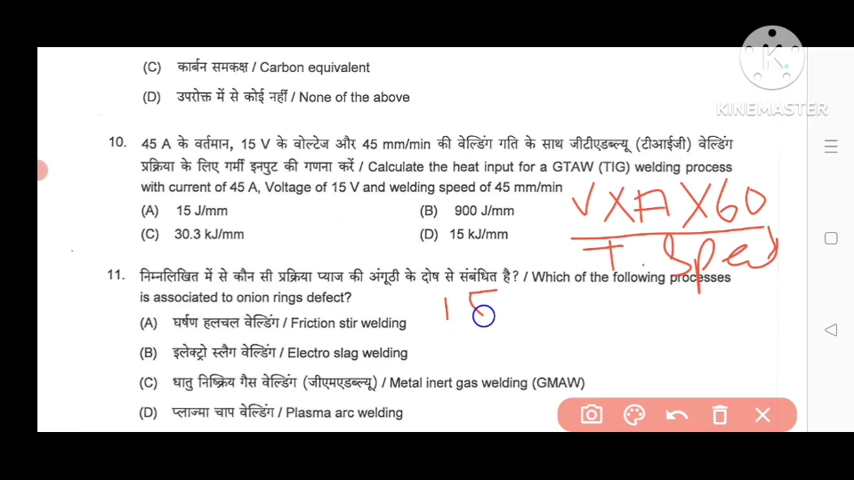 (C) कार्बन समकक्ष / Carbon equivalent
(D) उपरोक्त में से कोई नहीं / None of the above
KINEMASTER
10. 45 A के वर्तमान, 15 V के वोल्टेज और 45 mm/min की वेल्डिंग गति के साथ जीटीएडब्ल्यू (टीआईजी) वेल्डिंग
प्रक्रिया के लिए गर्मी इनपुट की गणना करें / Calculate the heat input for a GTAW (TIG) welding process
with current of 45 A, Voltage of 15 V and welding speed of 45 mm/min
(A) 15 J/mm (B) 900 J/mm
(C) 30.3 kJ/mm (D) 15 kJ/mm
V X A X 60
T. Speed
11. निम्नलिखित में से कौन सी प्रक्रिया प्याज की अंगूठी के दोष से संबंधित है? / Which of the following processes
is associated to onion rings defect?
15
(A) घर्षण हलचल वेल्डिंग / Friction stir welding
(B) इलेक्ट्रो स्लैग वेल्डिंग / Electro slag welding
(C) धातु निष्क्रिय गैस वेल्डिंग (जीएमएडब्ल्यू) / Metal inert gas welding (GMAW)
(D) प्लाज्मा चाप वेल्डिंग / Plasma arc welding